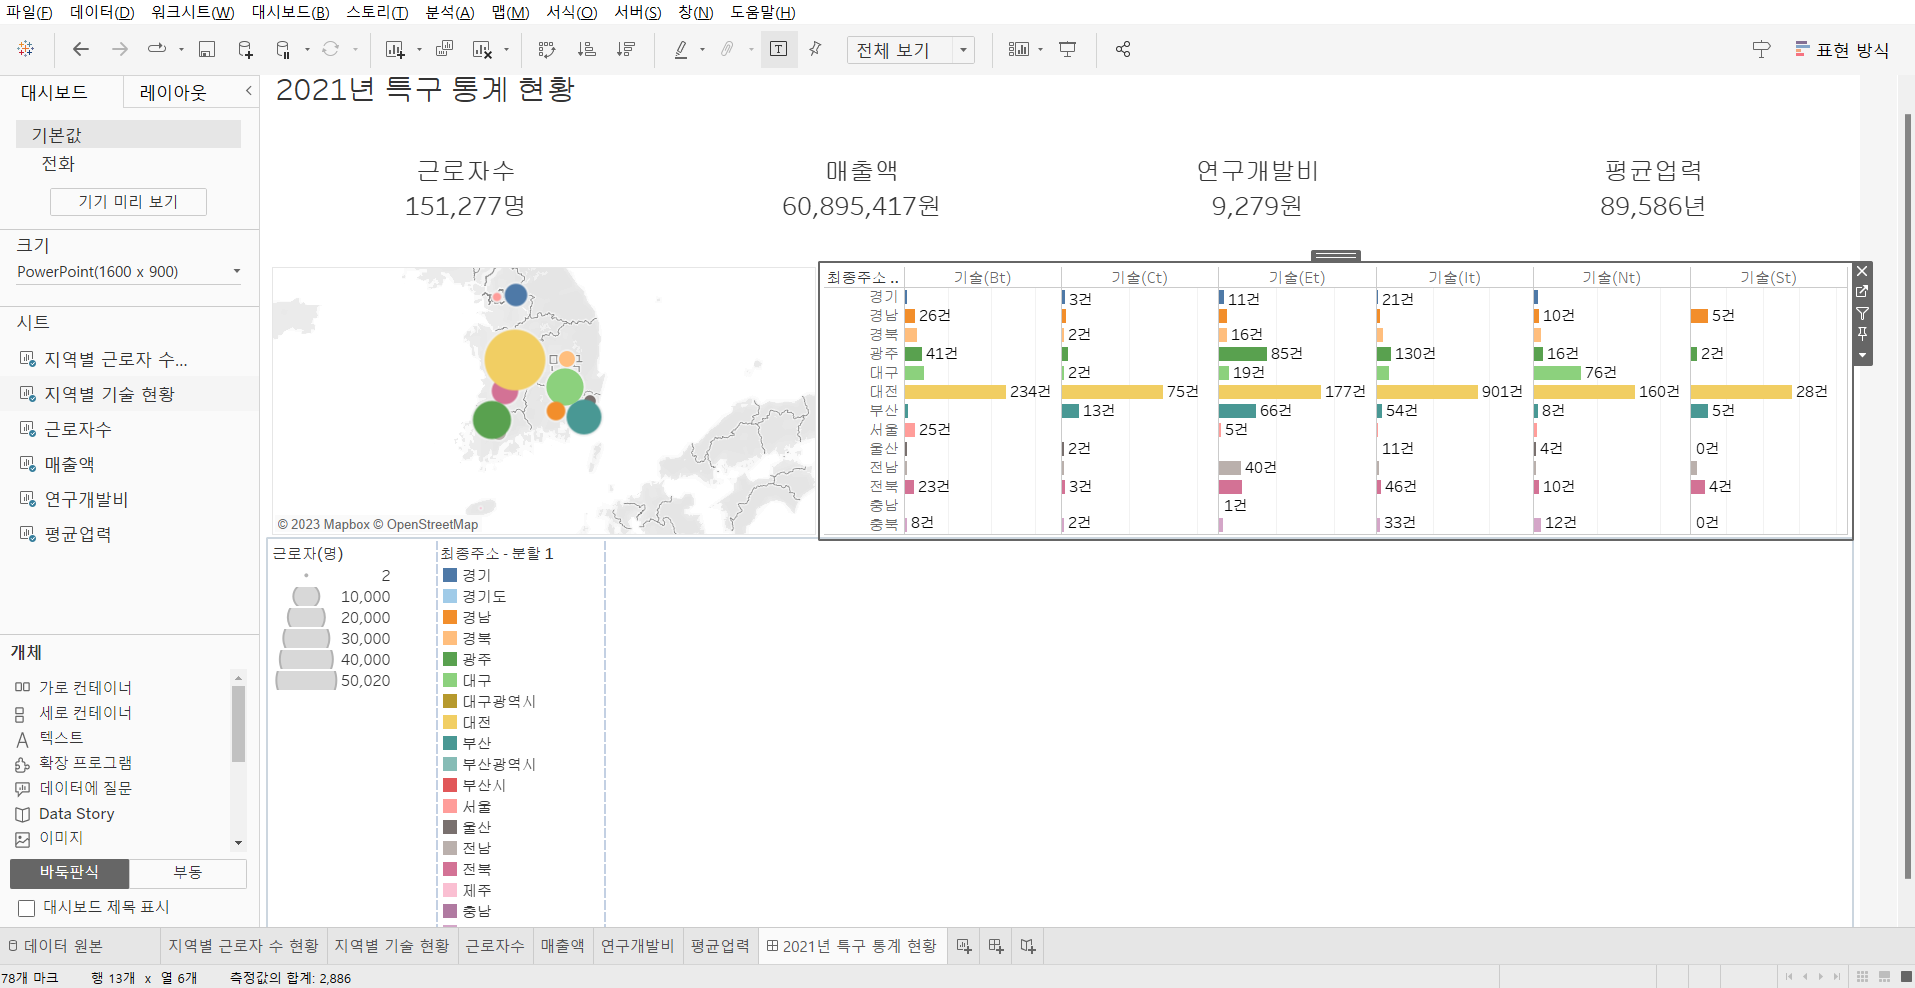 파일(F) 데이터(D) 워크시트(W) 대시보드(B) 스토리(T) 분석(A) 맵(M) 서식(O) 서버(S) 창(N) 도움말(H)
전체 보기
표현 방식
대시보드 레이아웃
기본값
전화
기기 미리 보기
크기
PowerPoint(1600 x 900)
시트
지역별 근로자 수...
지역별 기술 현황
근로자수
매출액
연구개발비
평균업력
개체
가로 컨테이너
세로 컨테이너
텍스트
확장 프로그램
데이터에 질문
Data Story
이미지
바둑판식 부동
대시보드 제목 표시
2021년 특구 통계 현황
근로자수 매출액 연구개발비 평균업력
151,277명 60,895,417원 9,279원 89,586년
© 2023 Mapbox © OpenStreetMap
최종주소 .. 기술(Bt) 기술(Ct) 기술(Et) 기술(It) 기술(Nt) 기술(St)
경기 3건 11건 21건
경남 26건 10건 5건
경북 2건 16건
광주 41건 85건 130건 16건 2건
대구 2건 19건 76건
대전 234건 75건 177건 901건 160건 28건
부산 13건 66건 54건 8건 5건
서울 25건 5건
울산 2건 11건 4건 0건
전남 40건
전북 23건 3건 46건 10건 4건
충남 1건
충북 8건 2건 33건 12건 0건
근로자(명)
2
10,000
20,000
30,000
40,000
50,020
최종주소 - 분할 1
경기
경기도
경남
경북
광주
대구
대구광역시
대전
부산
부산광역시
부산시
서울
울산
전남
전북
제주
충남
데이터 원본 지역별 근로자 수 현황 지역별 기술 현황 근로자수 매출액 연구개발비 평균업력 2021년 특구 통계 현황
78개 마크 행 13개 x 열 6개 측정값의 합계: 2,886